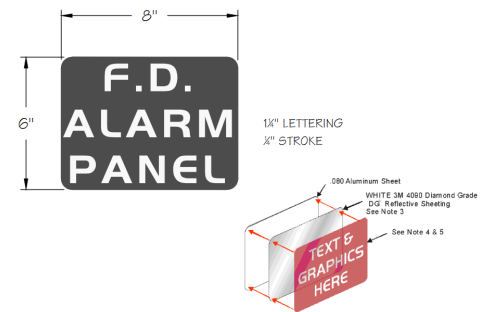 8"
F.D.
ALARM
PANEL
6"
1¼" LETTERING
¼" STROKE
.080 Aluminum Sheet
WHITE 3M 4090 Diamond Grade
DG³ Reflective Sheeting
See Note 3
See Note 4 & 5
TEXT &
GRAPHICS
HERE